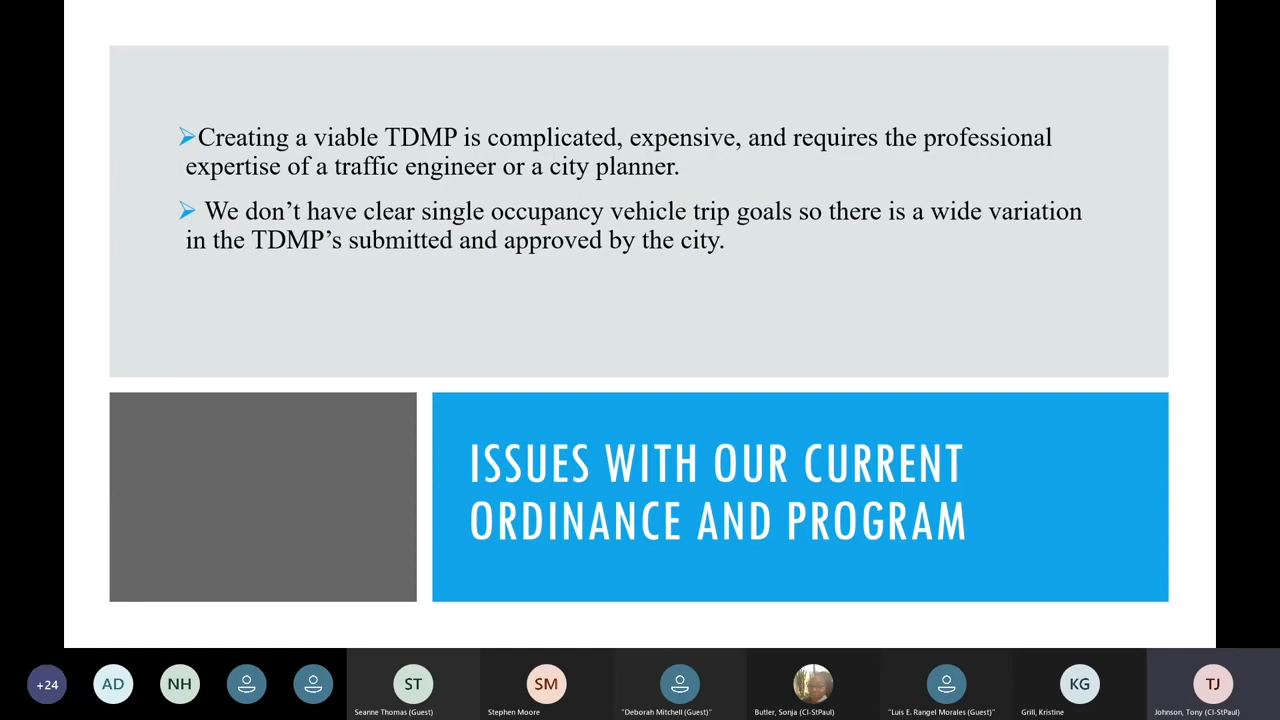 Creating a viable TDMP is complicated, expensive, and requires the professional
expertise of a traffic engineer or a city planner.
We don't have clear single occupancy vehicle trip goals so there is a wide variation
in the TDMP's submitted and approved by the city.
ISSUES WITH OUR CURRENT
ORDINANCE AND PROGRAM
+24
AD
NH
ST
SM
KG
TJ
Seanne Thomas (Guest)
Stephen Moore
"Deborah Mitchell (Guest)"
Butler, Sonja (CI-StPaul)
"Luis E. Rangel Morales (Guest)"
Grill, Kristine
Johnson, Tony (CI-StPaul)